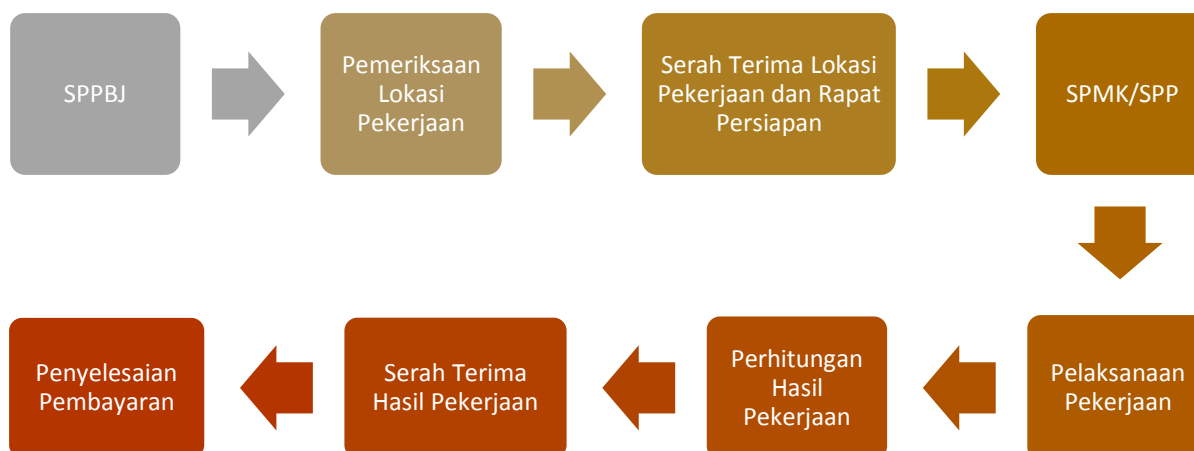 SPPBJ
Pemeriksaan
Lokasi
Pekerjaan
Serah Terima Lokasi
Pekerjaan dan Rapat
Persiapan
SPMK/SPP
Pelaksanaan
Pekerjaan
Perhitungan
Hasil
Pekerjaan
Serah Terima
Hasil Pekerjaan
Penyelesaian
Pembayaran